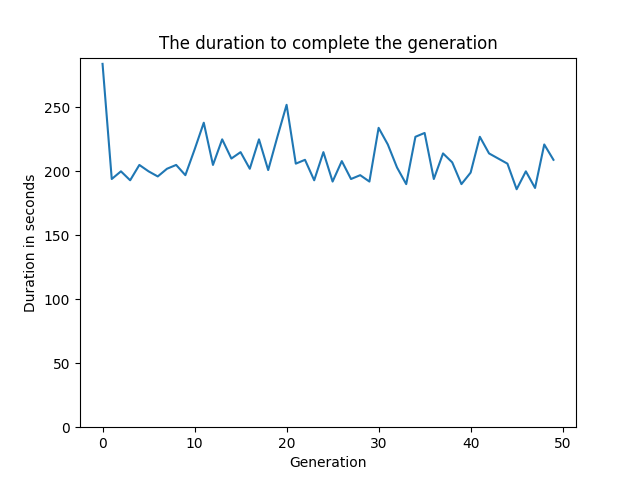 The duration to complete the generation
Duration in seconds
250
200
150
100
50
0
0 10 20 30 40 50
Generation